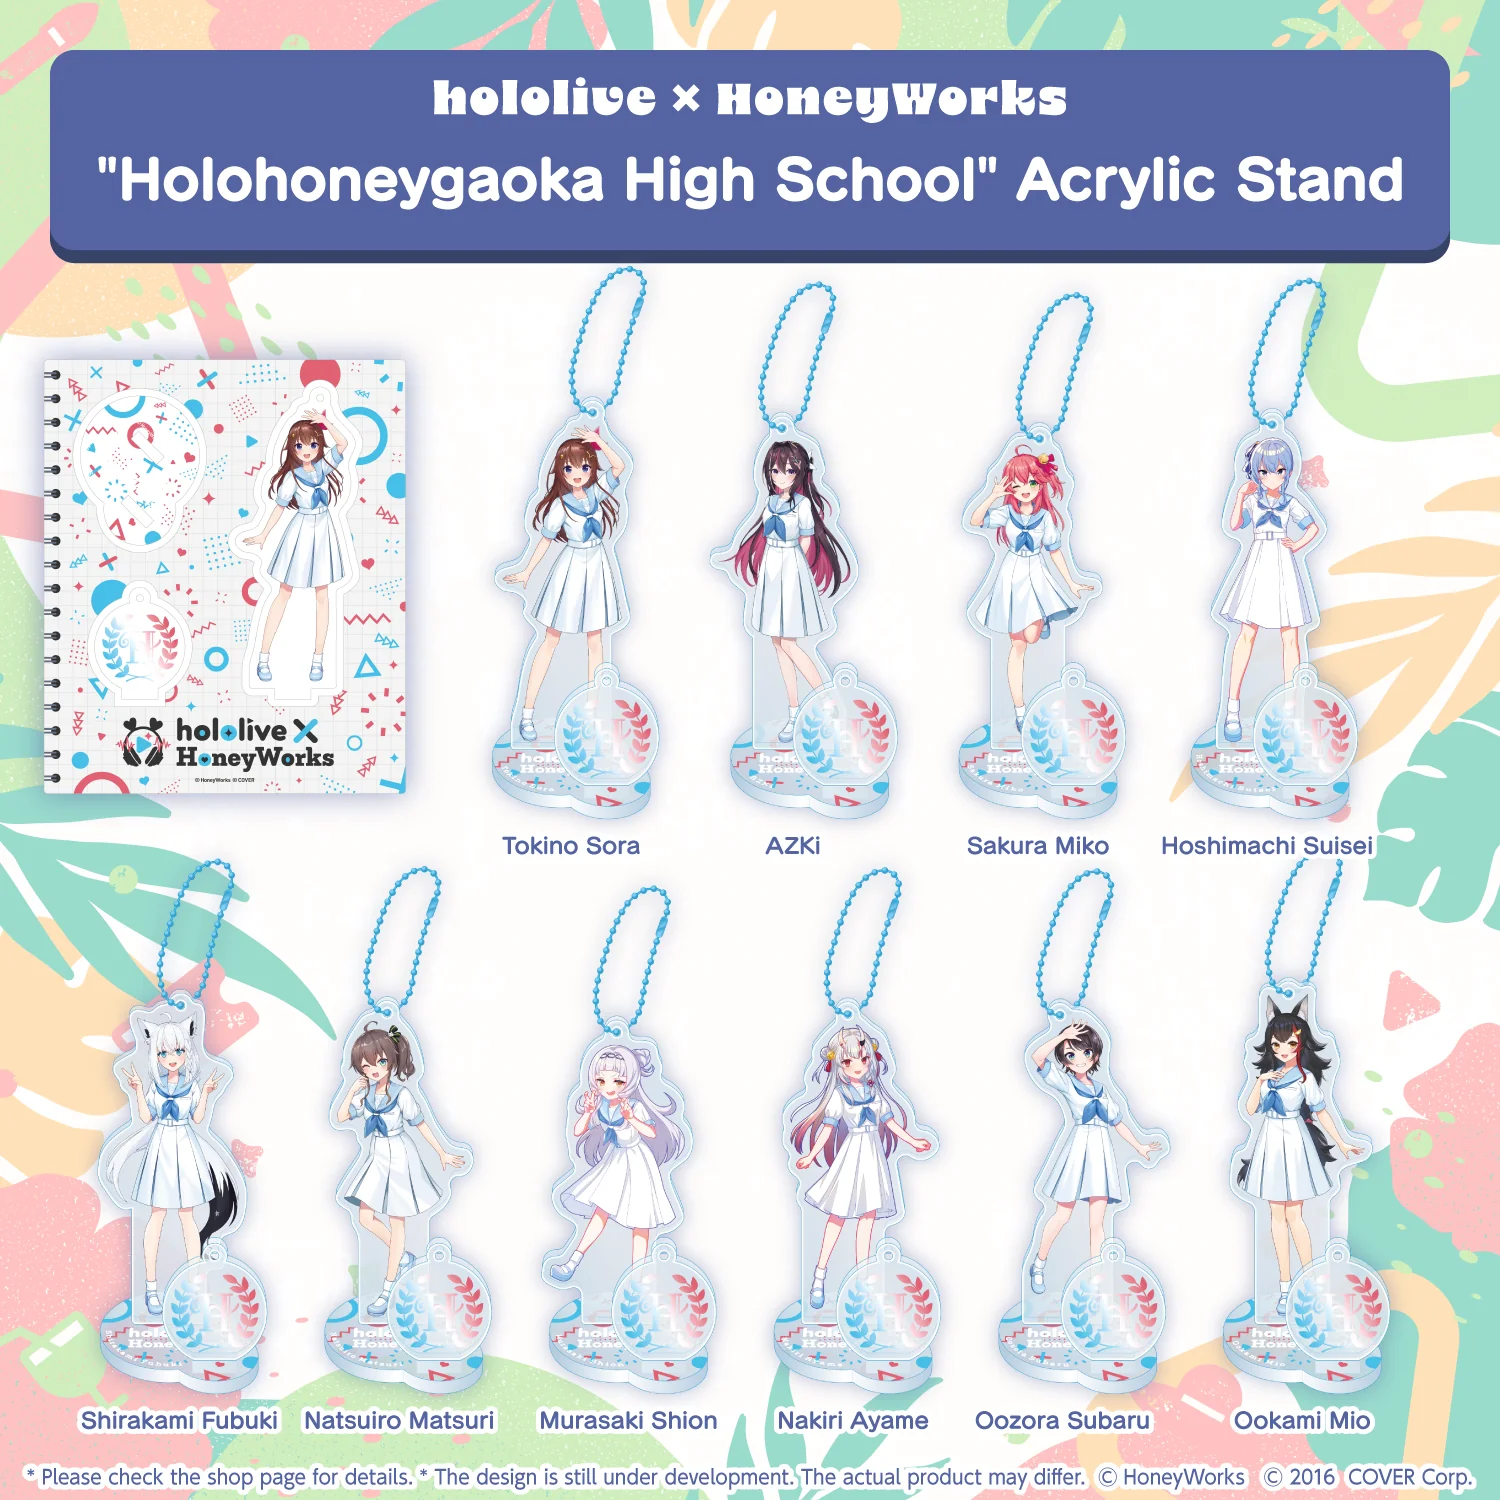 hololive × HoneyWorks
"Holohoneygaoka High School" Acrylic Stand
hololive X
HoneyWorks
© HoneyWorks © COVER
Tokino Sora
AZKi
Sakura Miko
Hoshimachi Suisei
Shirakami Fubuki
Natsuiro Matsuri
Murasaki Shion
Nakiri Ayame
Oozora Subaru
Ookami Mio
* Please check the shop page for details. * The design is still under development. The actual product may differ. © HoneyWorks © 2016 COVER Corp.